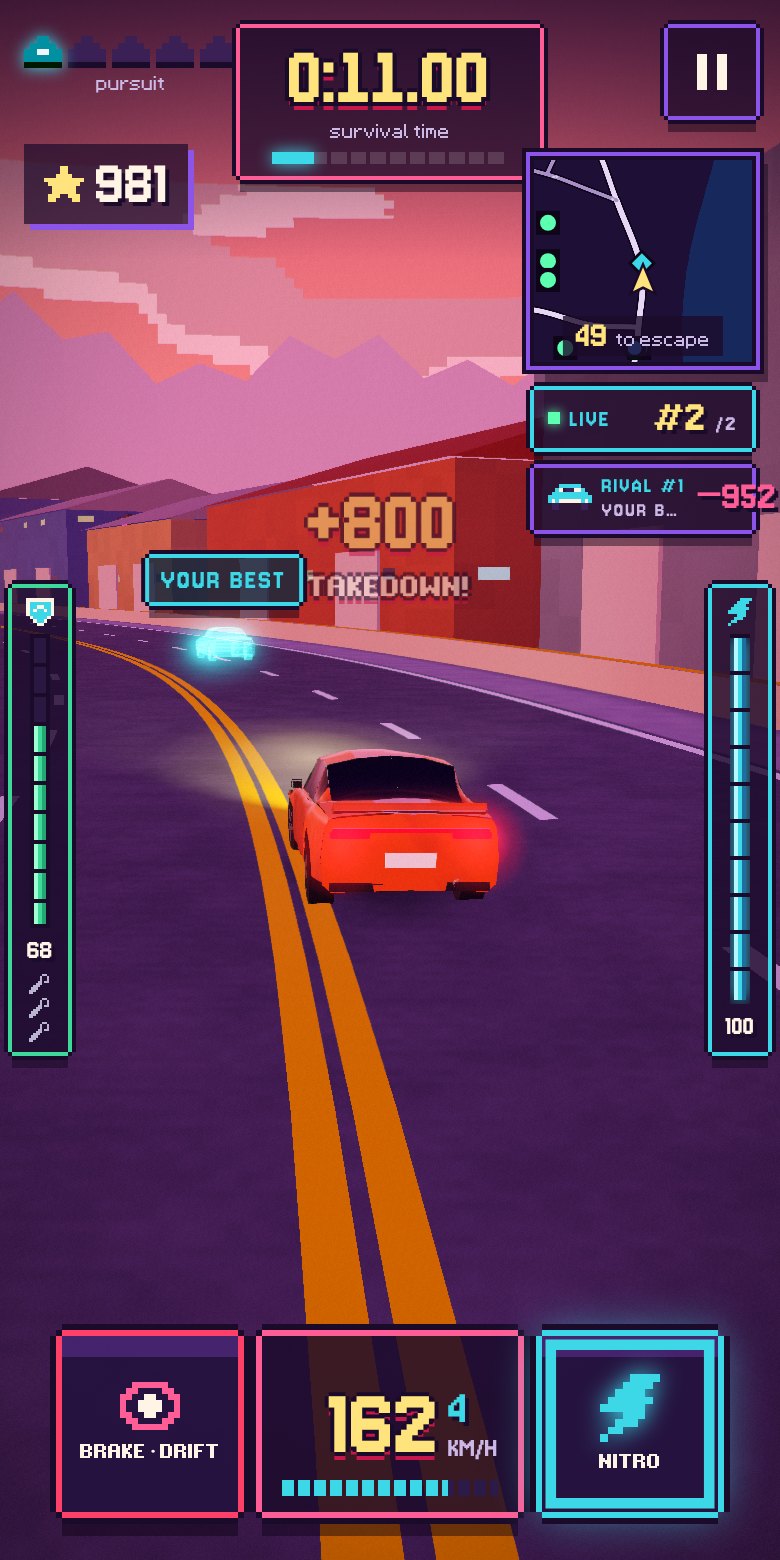 pursuit
0:11.00
survival time
981
49 to escape
LIVE #2 /2
RIVAL #1
YOUR B...
-952
+800
TAKEDOWN!
YOUR BEST
68
100
BRAKE·DRIFT
162 4
KM/H
NITRO